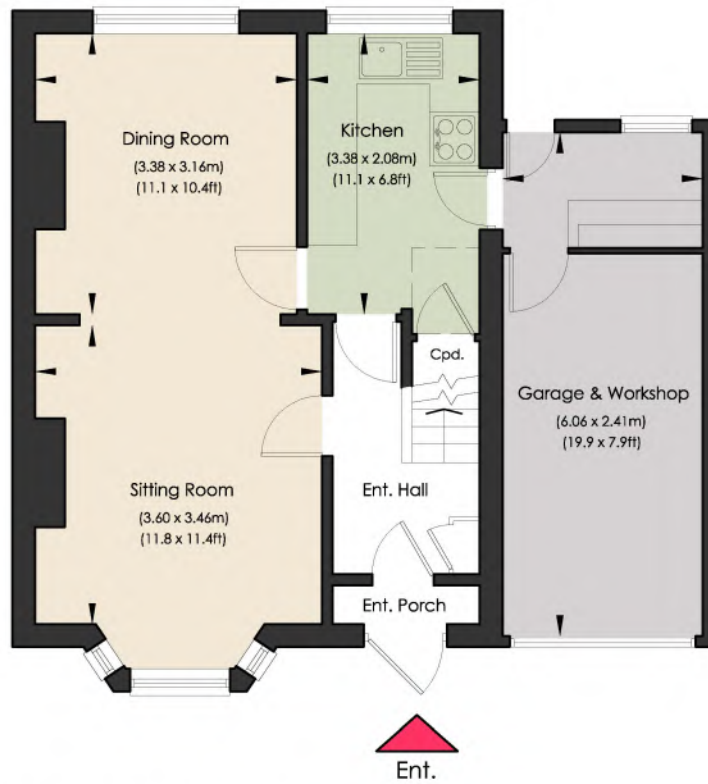 Dining Room
(3.38 x 3.16m)
(11.1 x 10.4ft)
Kitchen
(3.38 x 2.08m)
(11.1 x 6.8ft)
Cpd.
Garage & Workshop
(6.06 x 2.41m)
(19.9 x 7.9ft)
Sitting Room
(3.60 x 3.46m)
(11.8 x 11.4ft)
Ent. Hall
Ent. Porch
Ent.